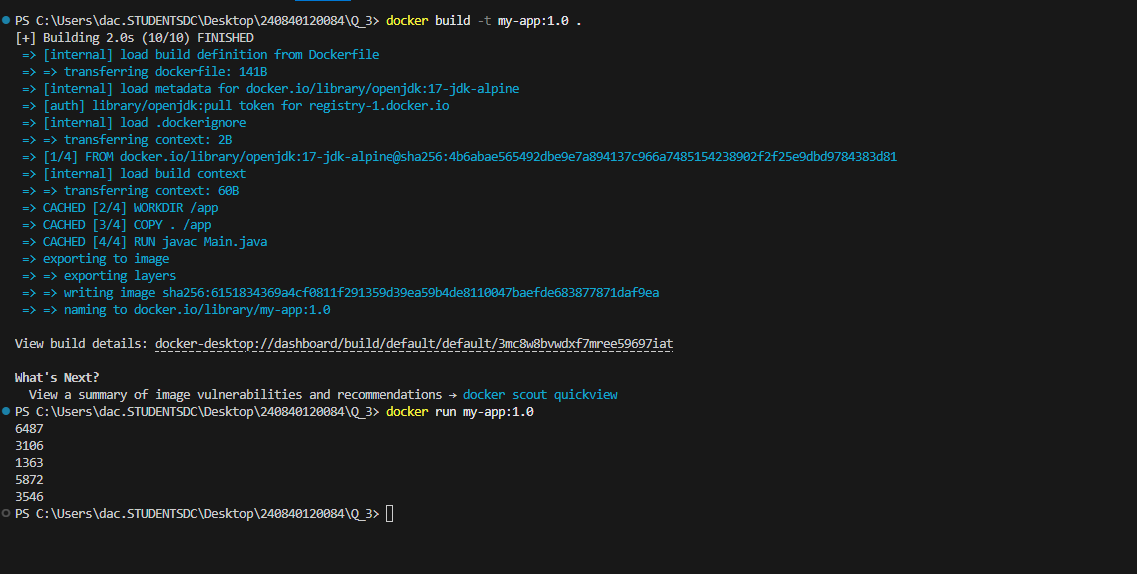 PS C:\Users\dac.STUDENTSDC\Desktop\240840120084\Q_3> docker build -t my-app:1.0 .
[+] Building 2.0s (10/10) FINISHED
=> [internal] load build definition from Dockerfile
=> => transferring dockerfile: 141B
=> [internal] load metadata for docker.io/library/openjdk:17-jdk-alpine
=> [auth] library/openjdk:pull token for registry-1.docker.io
=> [internal] load .dockerignore
=> => transferring context: 2B
=> [1/4] FROM docker.io/library/openjdk:17-jdk-alpine@sha256:4b6abae565492dbe9e7a894137c966a7485154238902f2f25e9dbd9784383d81
=> [internal] load build context
=> => transferring context: 60B
=> CACHED [2/4] WORKDIR /app
=> CACHED [3/4] COPY . /app
=> CACHED [4/4] RUN javac Main.java
=> exporting to image
=> => exporting layers
=> => writing image sha256:6151834369a4cf0811f291359d39ea59b4de8110047baefde683877871daf9ea
=> => naming to docker.io/library/my-app:1.0
View build details: docker-desktop://dashboard/build/default/default/3mc8w8bvwdxf7mree59697iat
What's Next?
View a summary of image vulnerabilities and recommendations → docker scout quickview
PS C:\Users\dac.STUDENTSDC\Desktop\240840120084\Q_3> docker run my-app:1.0
6487
3106
1363
5872
3546
PS C:\Users\dac.STUDENTSDC\Desktop\240840120084\Q_3>